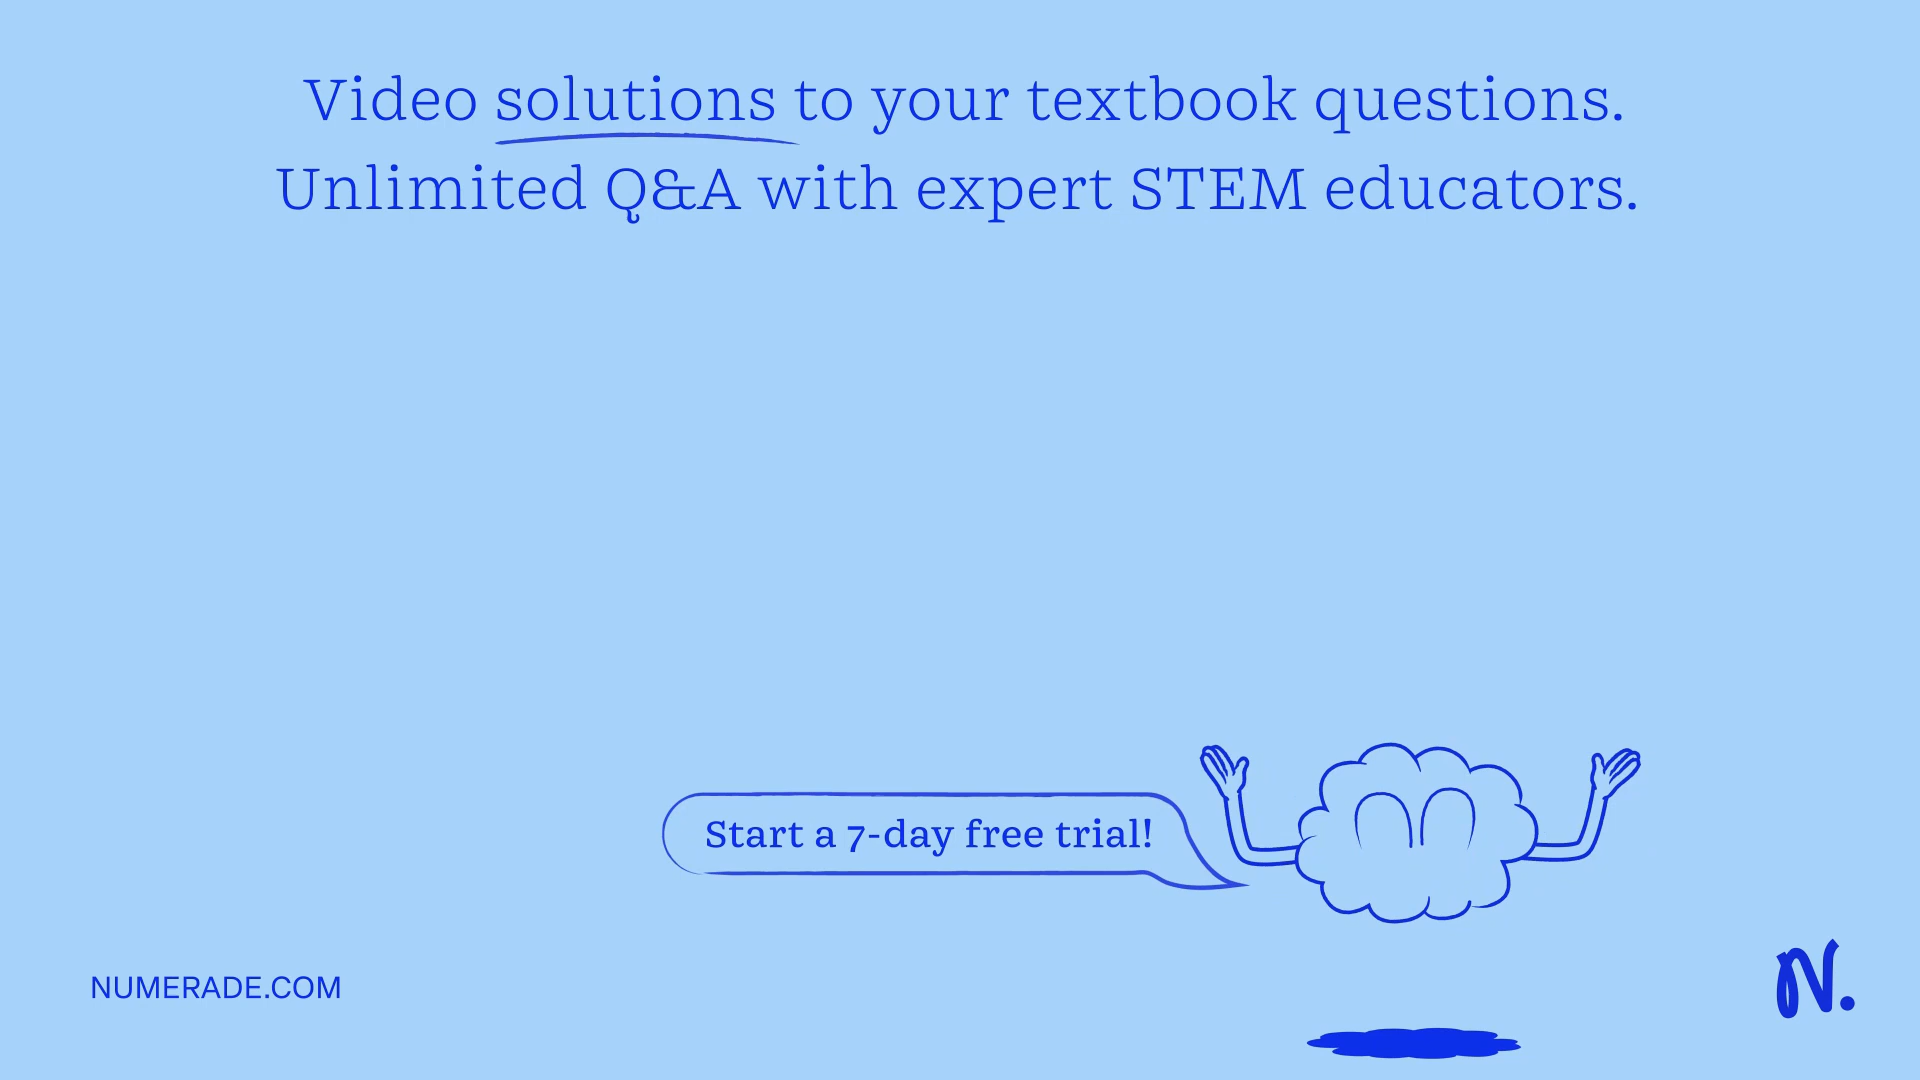 Video solutions to your textbook questions.
Unlimited Q&A with expert STEM educators.
Start a 7-day free trial!
NUMERADE.COM
N.